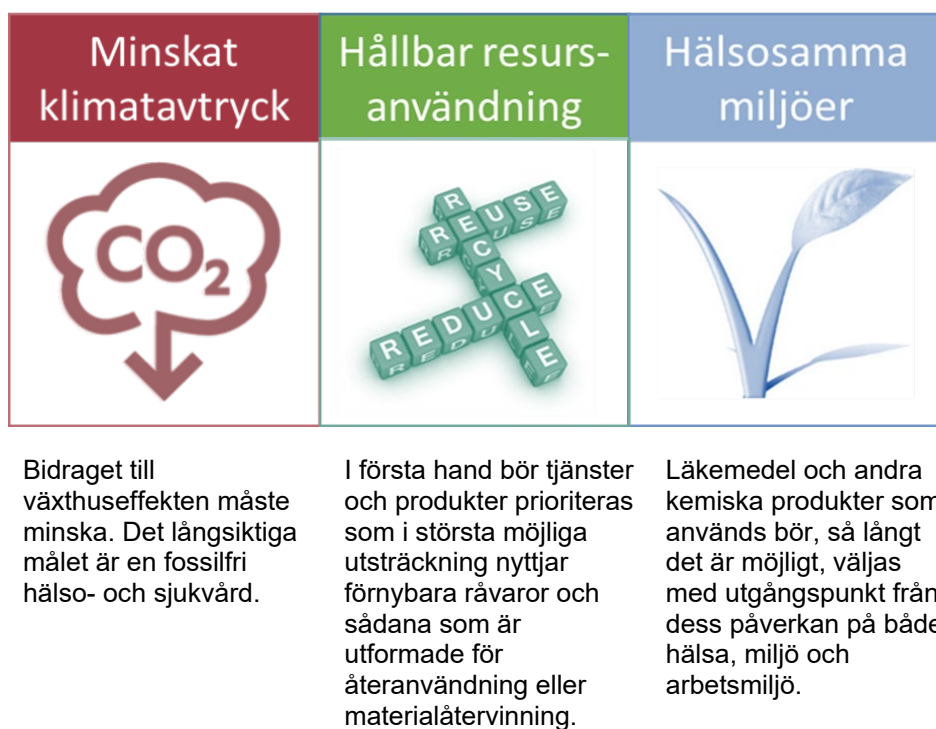 Minskat
klimatavtryck
Hållbar resurs-
användning
Hälsosamma
miljöer
CO2
REUSE
RECYCLE
REDUCE
Bidraget till
växthuseffekten måste
minska. Det långsiktiga
målet är en fossilfri
hälso- och sjukvård.
I första hand bör tjänster
och produkter prioriteras
som i största möjliga
utsträckning nyttjar
förnybara råvaror och
sådana som är
utformade för
återanvändning eller
materialåtervinning.
Läkemedel och andra
kemiska produkter som
används bör, så långt
det är möjligt, väljas
med utgångspunkt från
dess påverkan på både
hälsa, miljö och
arbetsmiljö.